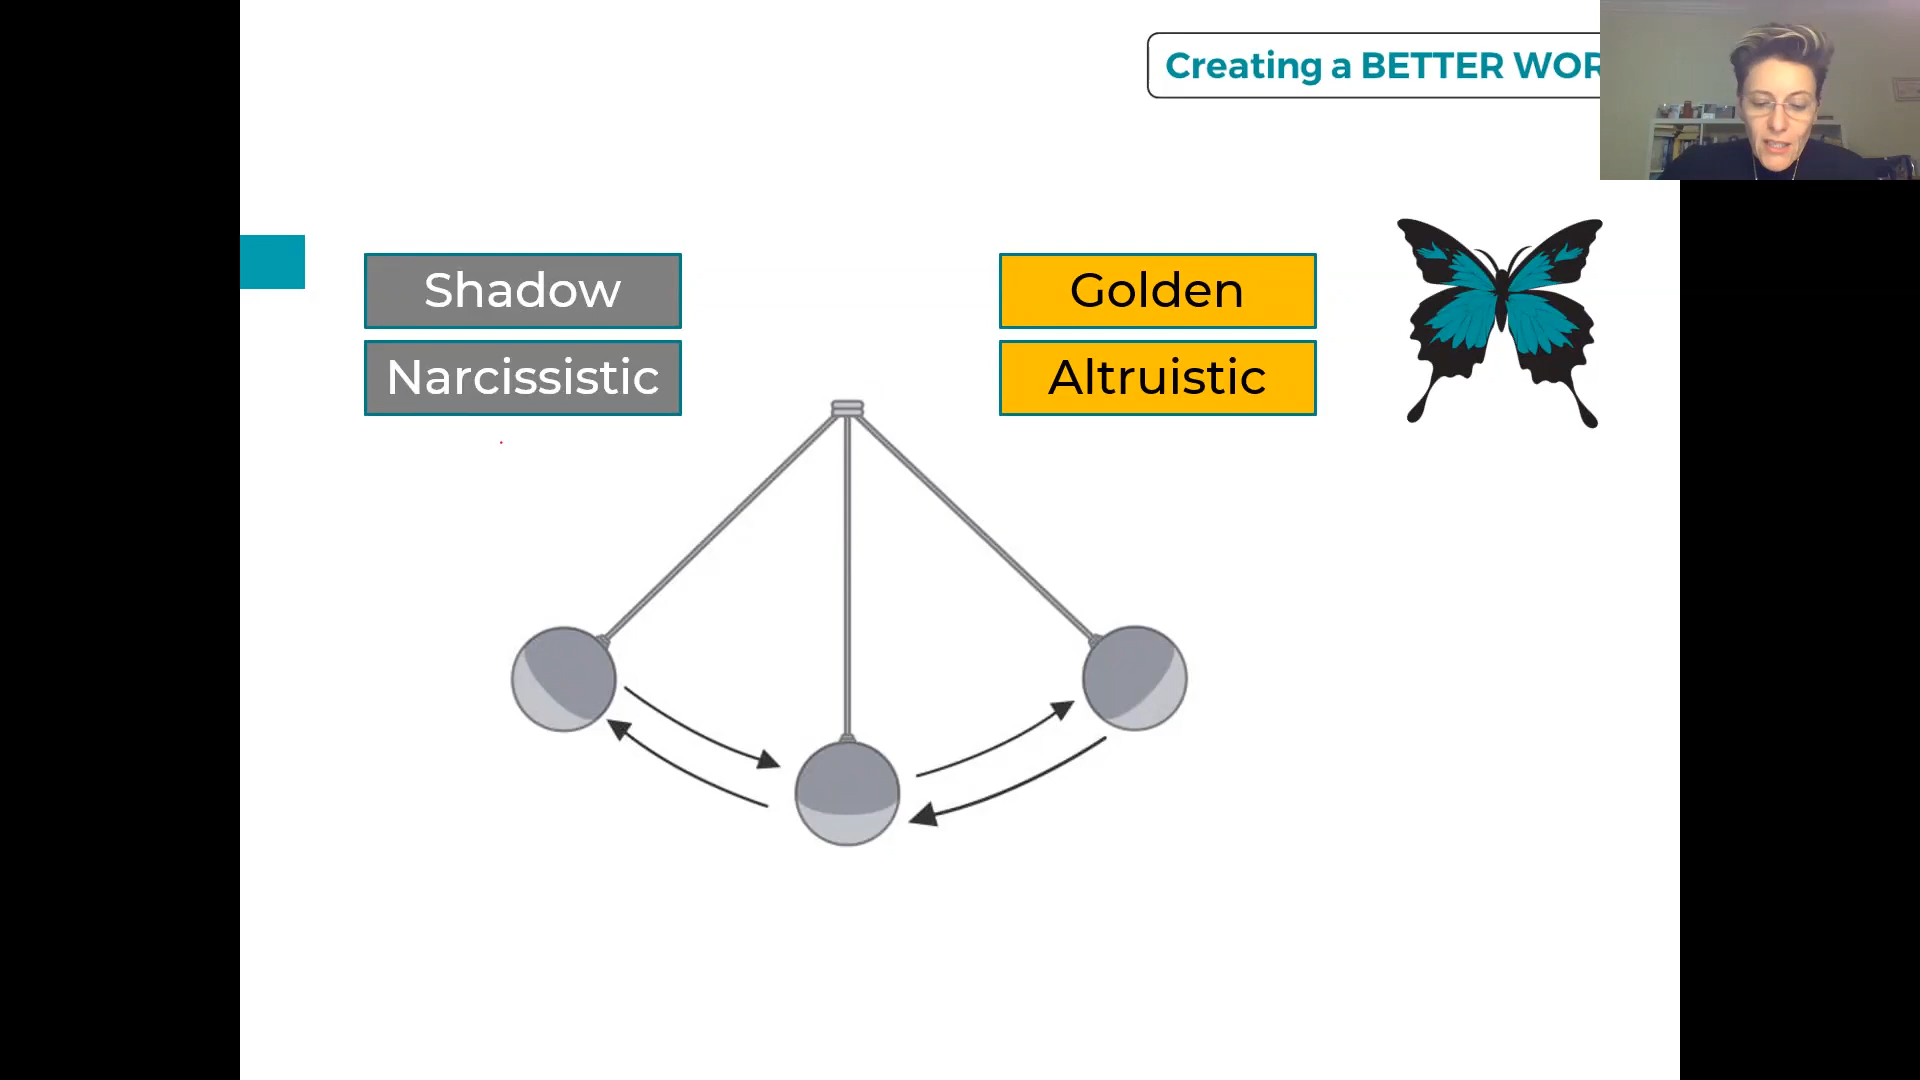 Creating a BETTER WOR
Shadow
Golden
Narcissistic
Altruistic